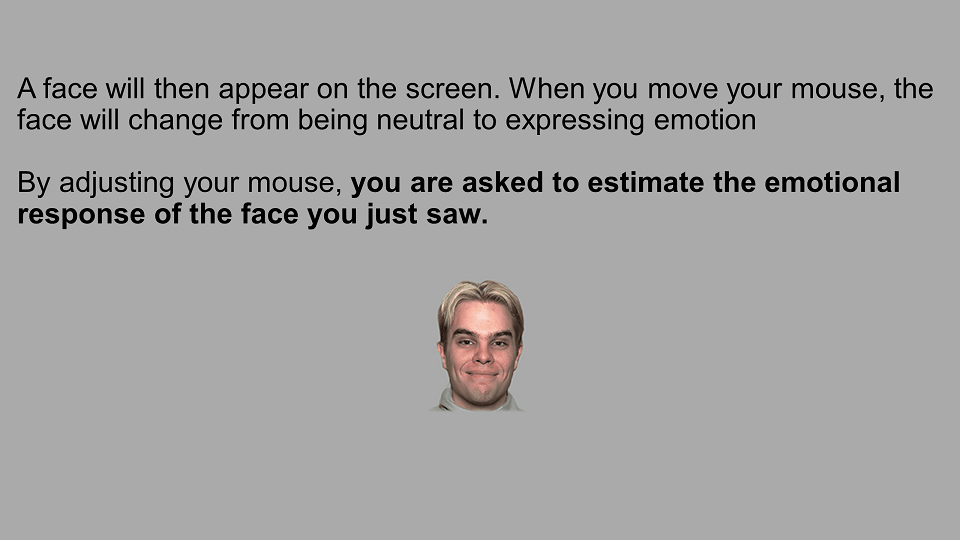 A face will then appear on the screen. When you move your mouse, the
face will change from being neutral to expressing emotion
By adjusting your mouse, you are asked to estimate the emotional
response of the face you just saw.